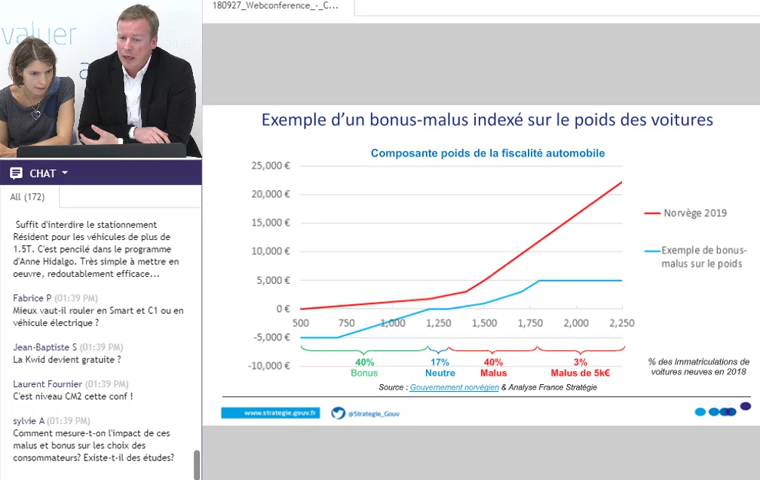 180927_Webconference_-_C...
valuer
CHAT
All (172)
Suffit d'interdire le stationnement
Résident pour les véhicules de plus de
1.5T. C'est pencilé dans le programme
d'Anne Hidalgo. Très simple à mettre en
oeuvre, redoutablement efficace...
Fabrice P (01:39 PM)
Mieux vaut-il rouler en Smart et C1 ou en
véhicule électrique ?
Jean-Baptiste S (01:39 PM)
La Kwid devient gratuite ?
Laurent Fournier (01:39 PM)
C'est niveau CM2 cette conf !
sylvie A (01:39 PM)
Comment mesure-t-on l'impact de ces
malus et bonus sur les choix des
consommateurs? Existe-t-il des études?
Exemple d'un bonus-malus indexé sur le poids des voitures
Composante poids de la fiscalité automobile
25,000 €
20,000 €
15,000 €
10,000 €
5,000 €
0 €
-5,000 €
-10,000 €
500 750 1,000 1,250 1,500 1,750 2,000 2,250
Norvège 2019
Exemple de bonus-
malus sur le poids
40% 17% 40% 3%
Bonus Neutre Malus Malus de 5k€
% des immatriculations de
voitures neuves en 2018
Source : Gouvernement norvégien & Analyse France Stratégie
www.strategie.gouv.fr @Strategie_Gouv